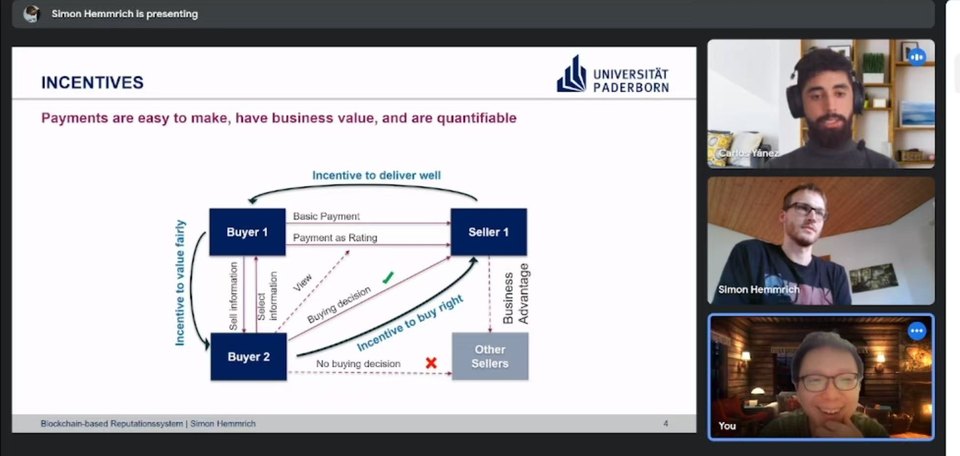 Simon Hemmrich is presenting
INCENTIVES
UNIVERSITÄT
PADERBORN
Payments are easy to make, have business value, and are quantifiable
Incentive to deliver well
Buyer 1
Basic Payment
Payment as Rating
Seller 1
Incentive to value fairly
Sell information
Select
information
View
Buying decision
Incentive to buy right
Business
Advantage
Buyer 2
No buying decision
Other
Sellers
Blockchain-based Reputationssystem | Simon Hemmrich
4
Carlos Yánez
Simon Hemmrich
You